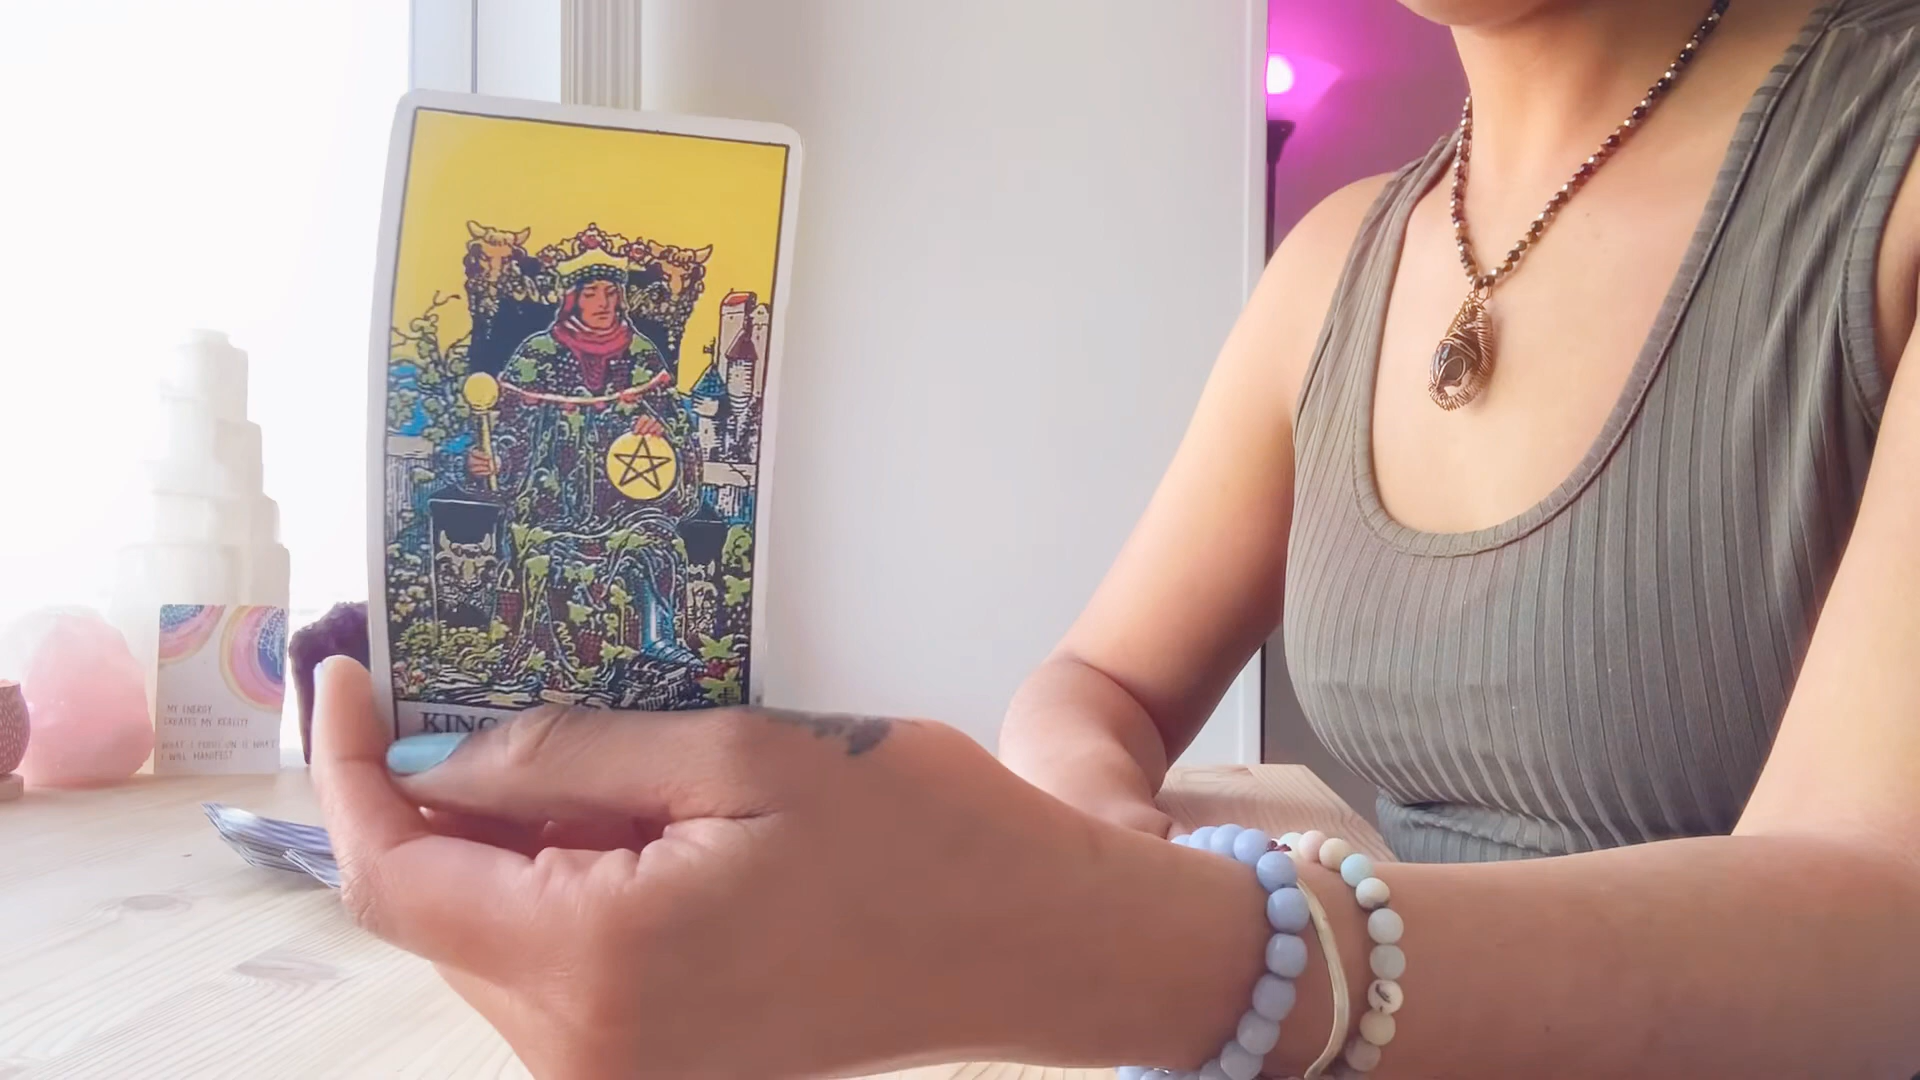 KING
MY ENERGY
CREATES MY REALITY
WHAT I FOCUS ON IS WHAT
I WILL MANIFEST